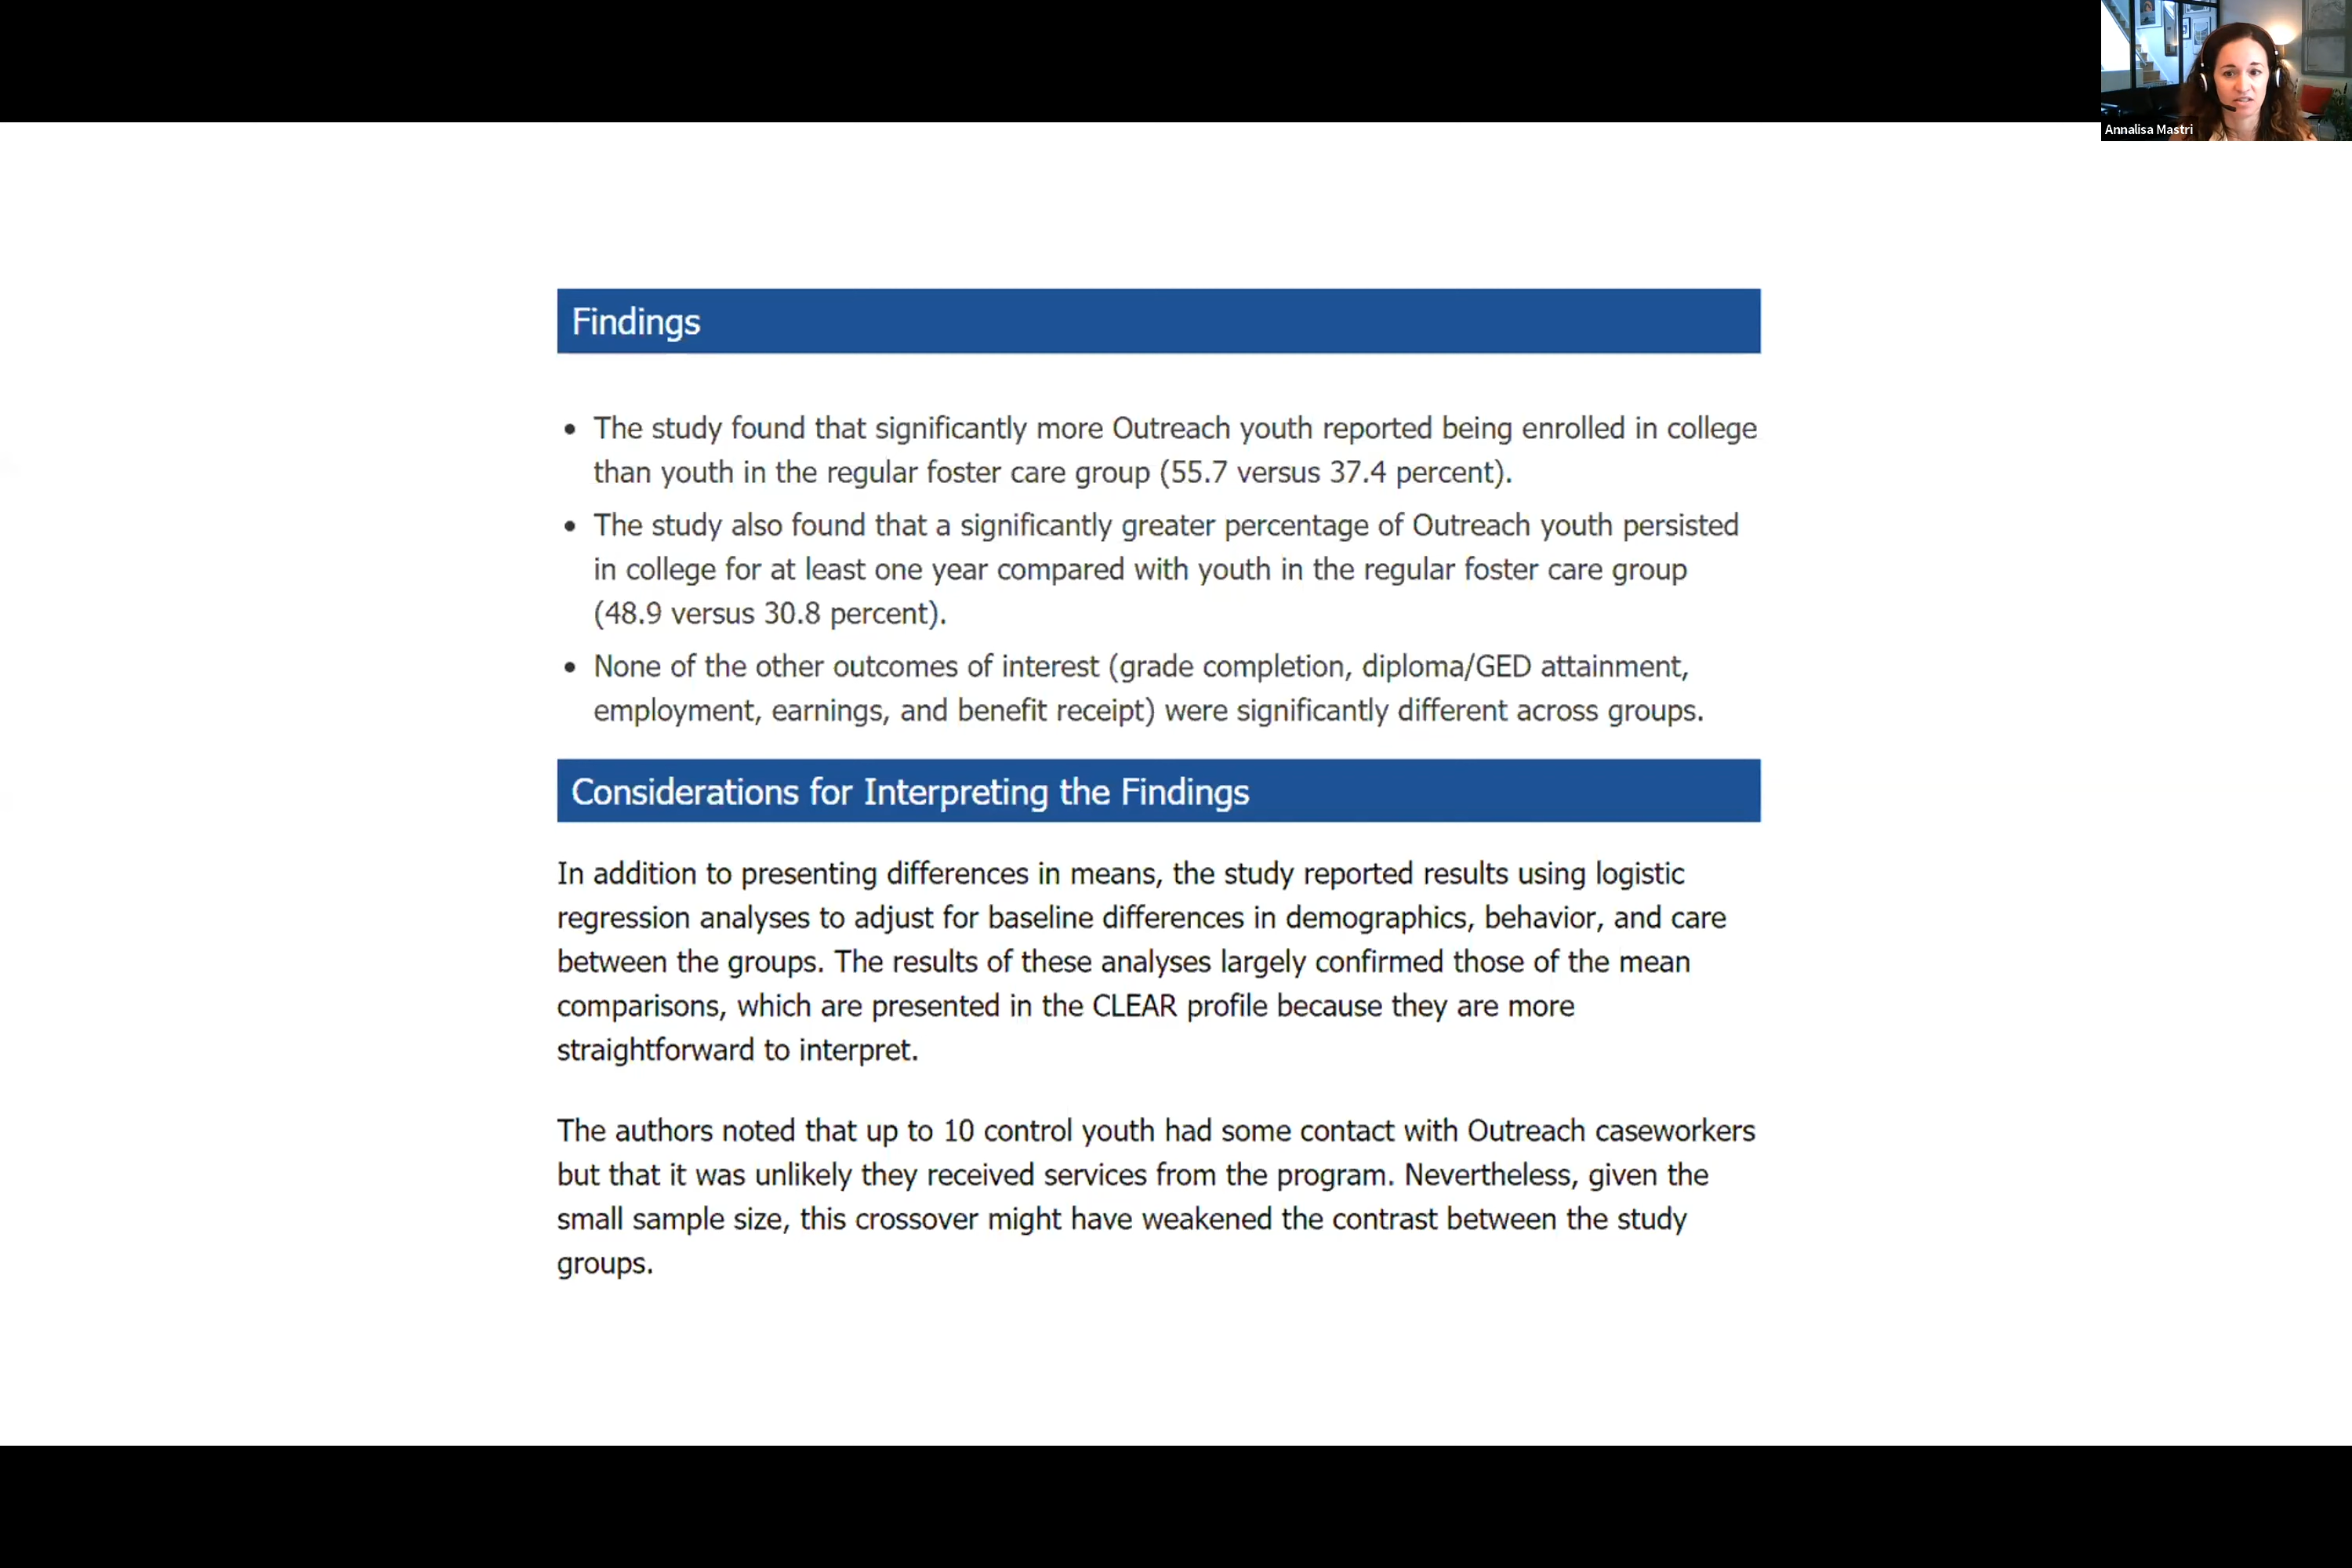 Annalisa Mastri
Findings
• The study found that significantly more Outreach youth reported being enrolled in college
than youth in the regular foster care group (55.7 versus 37.4 percent).
• The study also found that a significantly greater percentage of Outreach youth persisted
in college for at least one year compared with youth in the regular foster care group
(48.9 versus 30.8 percent).
• None of the other outcomes of interest (grade completion, diploma/GED attainment,
employment, earnings, and benefit receipt) were significantly different across groups.
Considerations for Interpreting the Findings
In addition to presenting differences in means, the study reported results using logistic
regression analyses to adjust for baseline differences in demographics, behavior, and care
between the groups. The results of these analyses largely confirmed those of the mean
comparisons, which are presented in the CLEAR profile because they are more
straightforward to interpret.
The authors noted that up to 10 control youth had some contact with Outreach caseworkers
but that it was unlikely they received services from the program. Nevertheless, given the
small sample size, this crossover might have weakened the contrast between the study
groups.